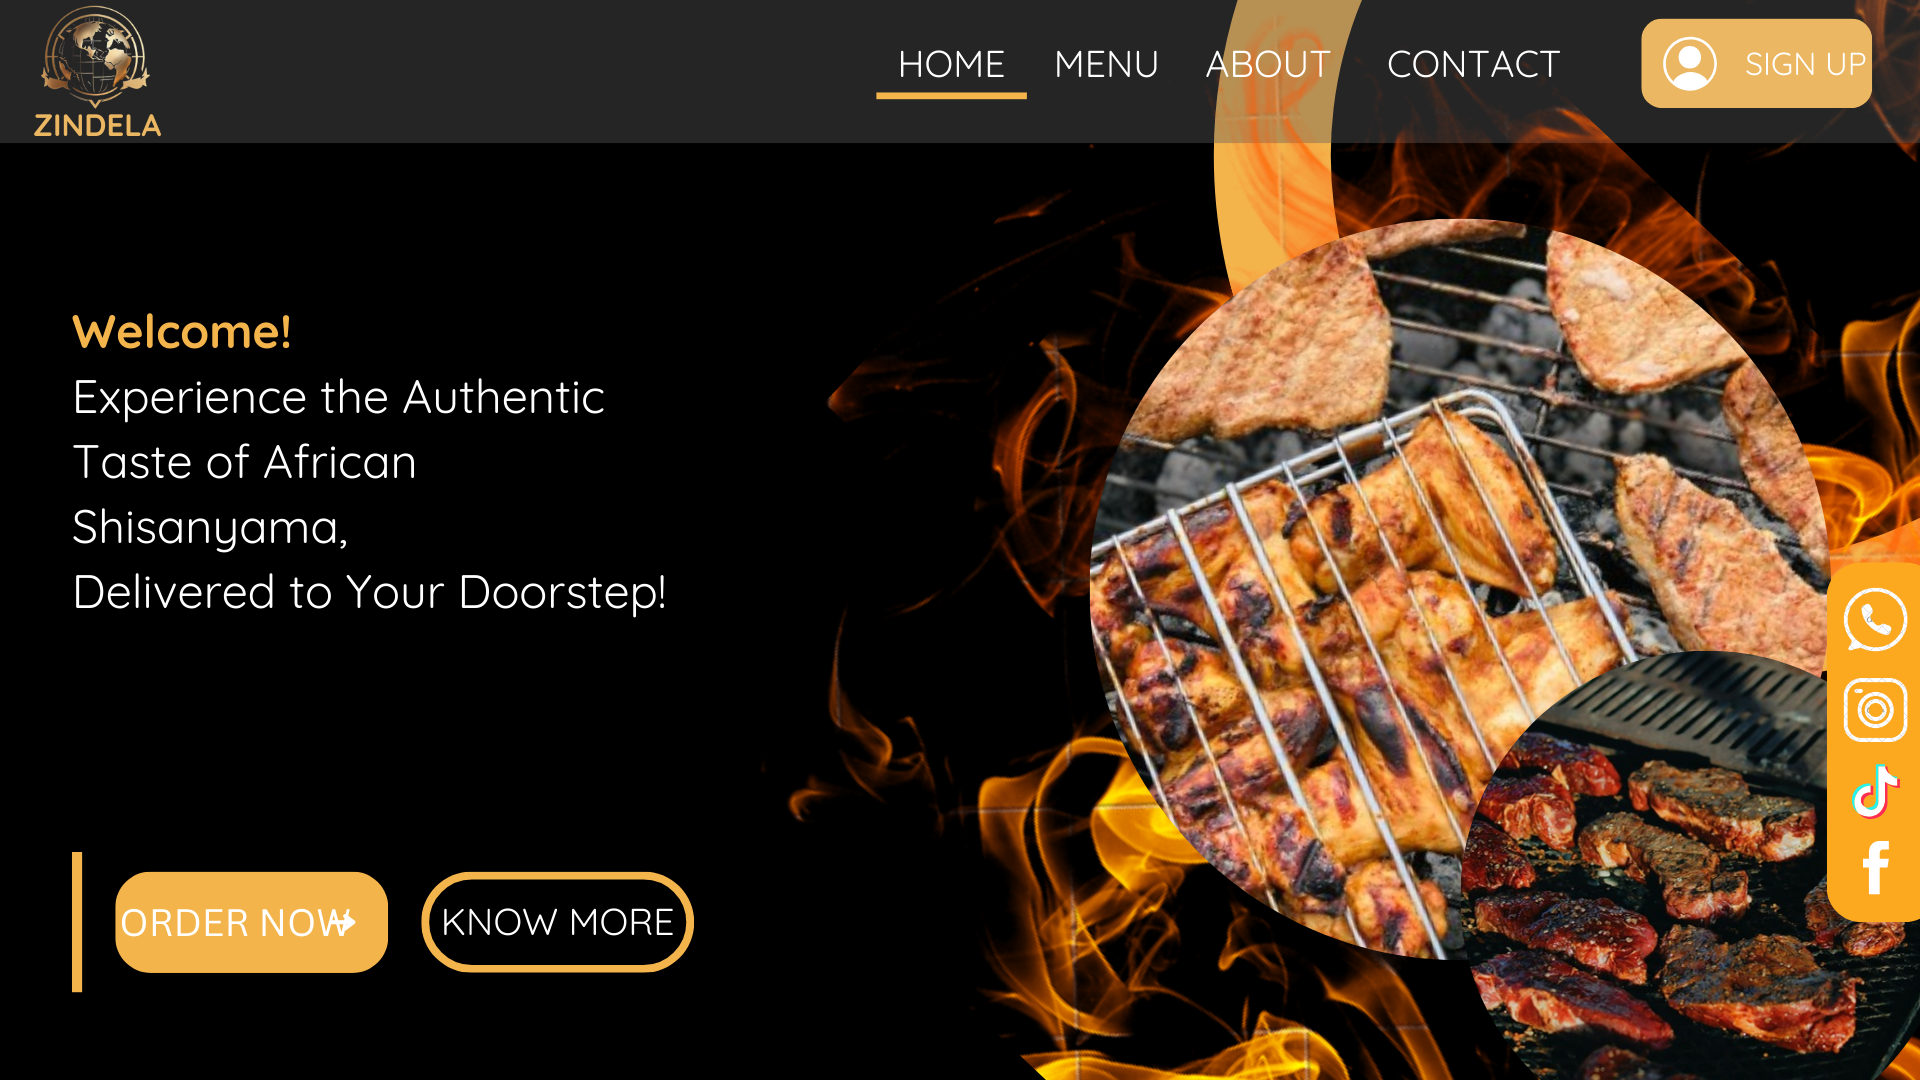 ZINDELA
HOME
MENU
ABOUT
CONTACT
SIGN UP
Welcome!
Experience the Authentic
Taste of African
Shisanyama,
Delivered to Your Doorstep!
ORDER NOW
KNOW MORE